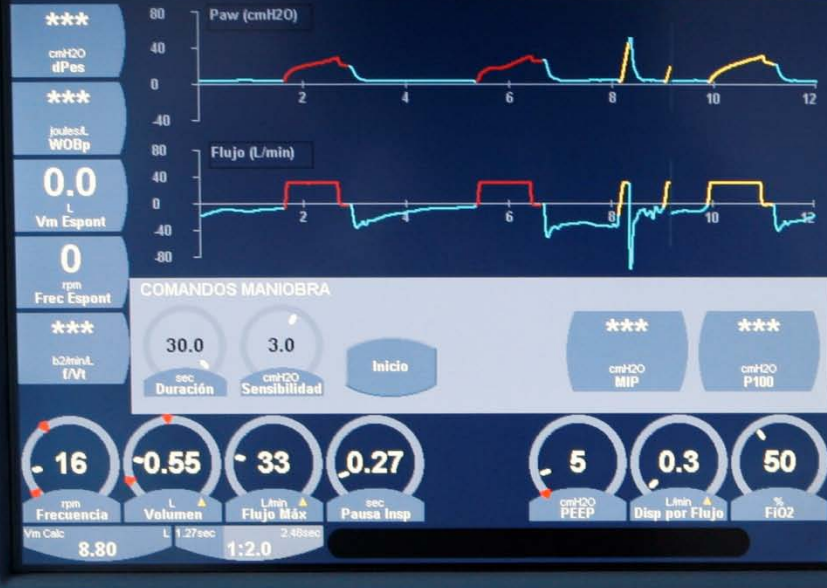 ***
cmH2O
dPes
***
joules/L
WOBp
0.0
L
Vm Espont
0
rpm
Frec Espont
***
b2/min/L
f/Vt
80
Paw (cmH2O)
40
0
2
4
6
8
10
12
-40
80
Flujo (L/min)
40
0
2
4
6
8
10
12
-40
-80
COMANDOS MANIOBRA
30.0
sec
Duración
3.0
cmH2O
Sensibilidad
Inicio
***
cmH2O
MIP
***
cmH2O
P100
16
rpm
Frecuencia
0.55
L
Volumen
33
L/min
Flujo Máx
0.27
sec
Pausa Insp
5
cmH2O
PEEP
0.3
L/min
Disp por Flujo
50
%
FiO2
Vm Calc L
8.80
1.27sec 2.48sec
1:2.0